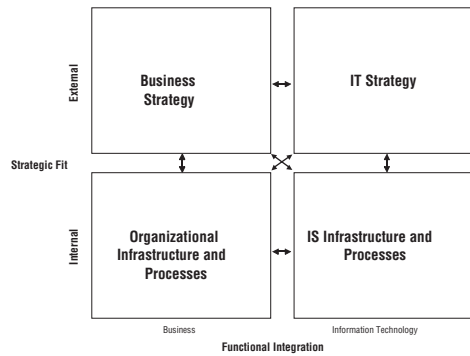 External
Business
Strategy
IT Strategy
Strategic Fit
Internal
Organizational
Infrastructure and
Processes
IS Infrastructure and
Processes
Business
Information Technology
Functional Integration